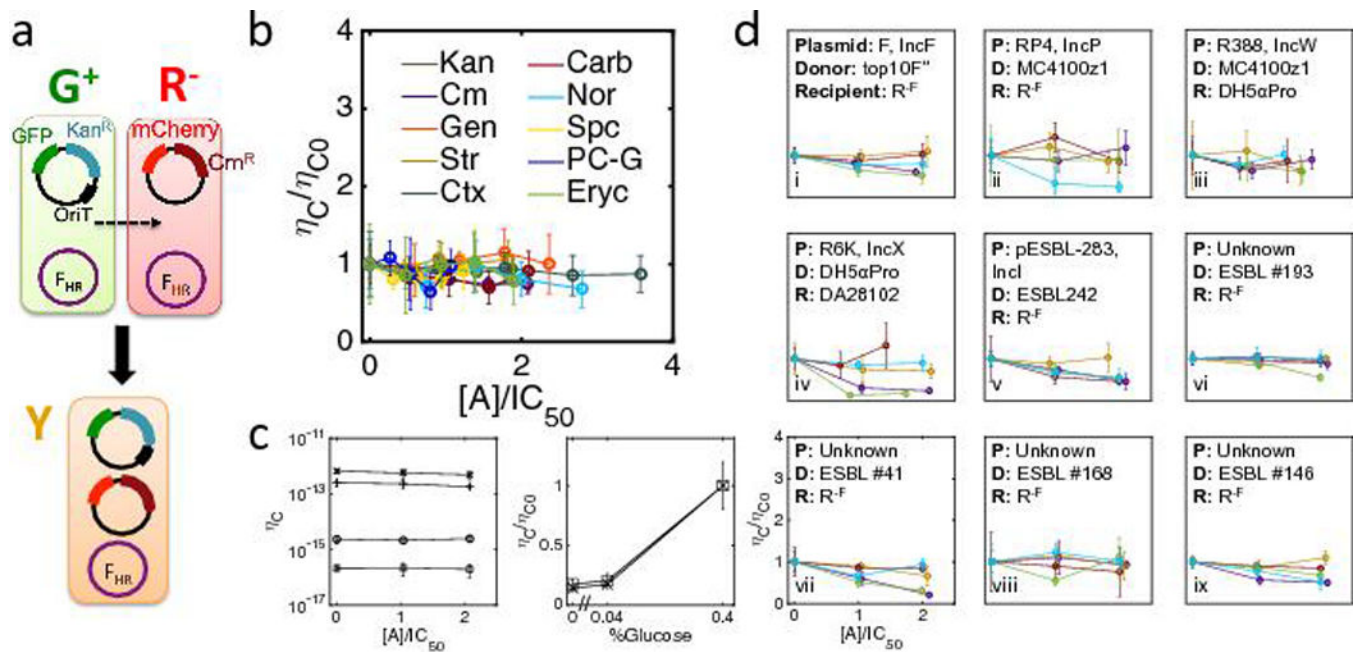 a
G+
R-
GFP
KanR
mCherry
CmR
OriT
FHR
FHR
Y
FHR
b
ηC/ηC0
4
3
2
1
0
Kan
Cm
Gen
Str
Ctx
Carb
Nor
Spc
PC-G
Eryc
0
2
4
[A]/IC50
c
ηC
10-11
10-13
10-15
10-17
0
1
2
[A]/IC50
ηC/ηC0
1
0.5
0
0
0.04
0.4
%Glucose
d
Plasmid: F, IncF
Donor: top10F"
Recipient: R-F
i
P: RP4, IncP
D: MC4100z1
R: R-F
ii
P: R388, IncW
D: MC4100z1
R: DH5αPro
iii
P: R6K, IncX
D: DH5αPro
R: DA28102
iv
P: pESBL-283,
IncI
D: ESBL242
R: R-F
v
P: Unknown
D: ESBL #193
R: R-F
vi
ηC/ηC0
4
3
2
1
0
P: Unknown
D: ESBL #41
R: R-F
vii
0
1
2
[A]/IC50
P: Unknown
D: ESBL #168
R: R-F
viii
P: Unknown
D: ESBL #146
R: R-F
ix